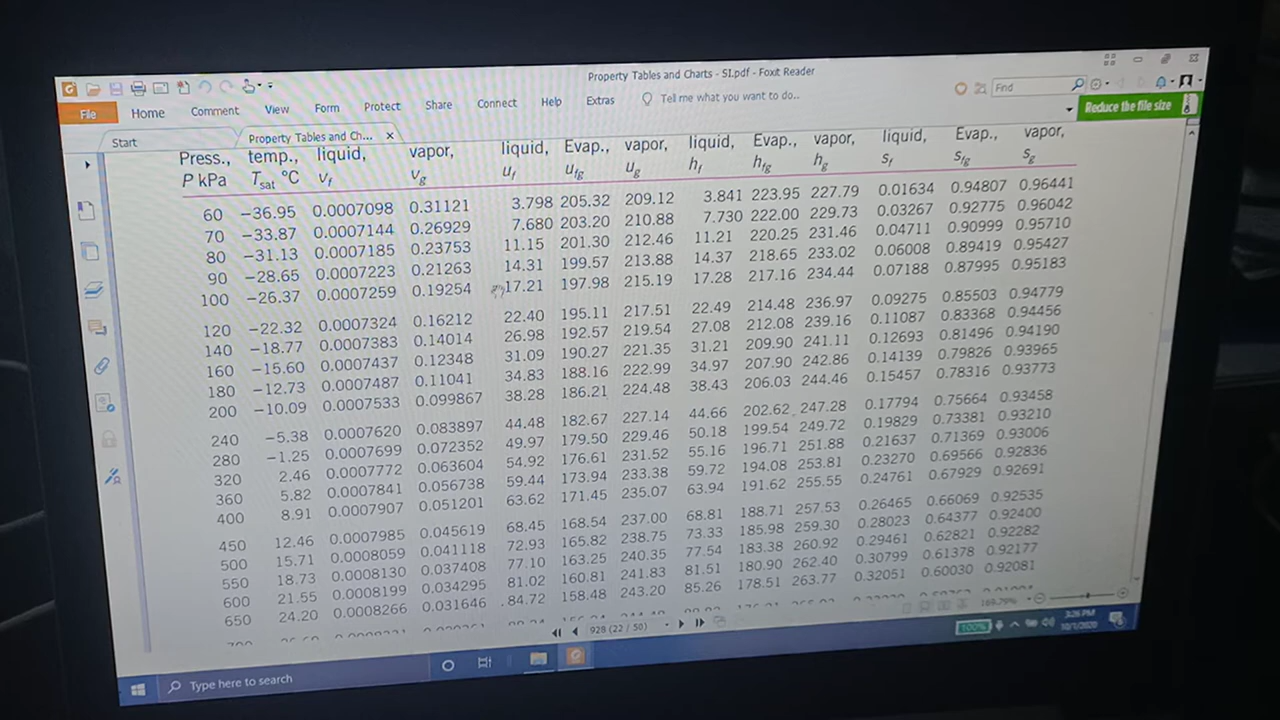 Property Tables and Charts - SI.pdf - Foxit Reader
File Home Comment View Form Protect Share Connect Help Extras Tell me what you want to do.. Find
Reduce the file size
Start Property Tables and Ch... ×
Press., temp., liquid, vapor, liquid, Evap., vapor, liquid, Evap., vapor, liquid, Evap., vapor,
P kPa Tsat °C vf vg uf ufg ug hf hfg hg sf sfg sg
60 −36.95 0.0007098 0.31121 3.798 205.32 209.12 3.841 223.95 227.79 0.01634 0.94807 0.96441
70 −33.87 0.0007144 0.26929 7.680 203.20 210.88 7.730 222.00 229.73 0.03267 0.92775 0.96042
80 −31.13 0.0007185 0.23753 11.15 201.30 212.46 11.21 220.25 231.46 0.04711 0.90999 0.95710
90 −28.65 0.0007223 0.21263 14.31 199.57 213.88 14.37 218.65 233.02 0.06008 0.89419 0.95427
100 −26.37 0.0007259 0.19254 17.21 197.98 215.19 17.28 217.16 234.44 0.07188 0.87995 0.95183
120 −22.32 0.0007324 0.16212 22.40 195.11 217.51 22.49 214.48 236.97 0.09275 0.85503 0.94779
140 −18.77 0.0007383 0.14014 26.98 192.57 219.54 27.08 212.08 239.16 0.11087 0.83368 0.94456
160 −15.60 0.0007437 0.12348 31.09 190.27 221.35 31.21 209.90 241.11 0.12693 0.81496 0.94190
180 −12.73 0.0007487 0.11041 34.83 188.16 222.99 34.97 207.90 242.86 0.14139 0.79826 0.93965
200 −10.09 0.0007533 0.099867 38.28 186.21 224.48 38.43 206.03 244.46 0.15457 0.78316 0.93773
240 −5.38 0.0007620 0.083897 44.48 182.67 227.14 44.66 202.62 247.28 0.17794 0.75664 0.93458
280 −1.25 0.0007699 0.072352 49.97 179.50 229.46 50.18 199.54 249.72 0.19829 0.73381 0.93210
320 2.46 0.0007772 0.063604 54.92 176.61 231.52 55.16 196.71 251.88 0.21637 0.71369 0.93006
360 5.82 0.0007841 0.056738 59.44 173.94 233.38 59.72 194.08 253.81 0.23270 0.69566 0.92836
400 8.91 0.0007907 0.051201 63.62 171.45 235.07 63.94 191.62 255.55 0.24761 0.67929 0.92691
450 12.46 0.0007985 0.045619 68.45 168.54 237.00 68.81 188.71 257.53 0.26465 0.66069 0.92535
500 15.71 0.0008059 0.041118 72.93 165.82 238.75 73.33 185.98 259.30 0.28023 0.64377 0.92400
550 18.73 0.0008130 0.037408 77.10 163.25 240.35 77.54 183.38 260.92 0.29461 0.62821 0.92282
600 21.55 0.0008199 0.034295 81.02 160.81 241.83 81.51 180.90 262.40 0.30799 0.61378 0.92177
650 24.20 0.0008266 0.031646 84.72 158.48 243.20 85.26 178.51 263.77 0.32051 0.60030 0.92081
928 (22 / 50)
100%
3:26 PM
10/1/2020
Type here to search